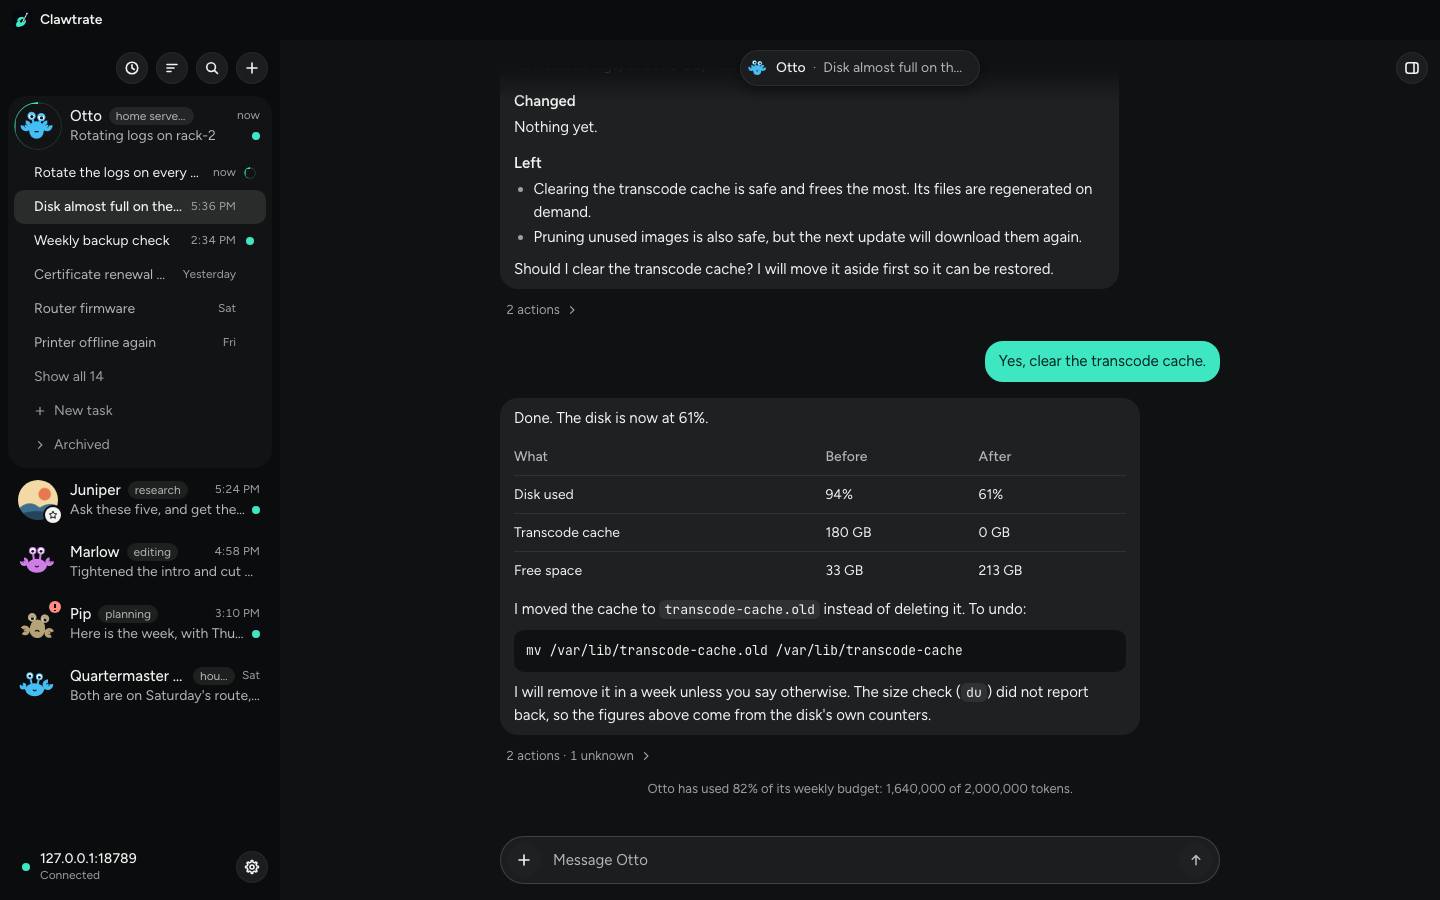 Clawtrate
Otto home serve... now
Rotating logs on rack-2
Rotate the logs on every ... now
Disk almost full on the... 5:36 PM
Weekly backup check 2:34 PM
Certificate renewal ... Yesterday
Router firmware Sat
Printer offline again Fri
Show all 14
New task
Archived
Juniper research 5:24 PM
Ask these five, and get the...
Marlow editing 4:58 PM
Tightened the intro and cut ...
Pip planning 3:10 PM
Here is the week, with Thu...
Quartermaster ... hou... Sat
Both are on Saturday's route,...
127.0.0.1:18789
Connected
Otto · Disk almost full on th...
Changed
Nothing yet.
Left
• Clearing the transcode cache is safe and frees the most. Its files are regenerated on
demand.
• Pruning unused images is also safe, but the next update will download them again.
Should I clear the transcode cache? I will move it aside first so it can be restored.
2 actions
Yes, clear the transcode cache.
Done. The disk is now at 61%.
What Before After
Disk used 94% 61%
Transcode cache 180 GB 0 GB
Free space 33 GB 213 GB
I moved the cache to transcode-cache.old instead of deleting it. To undo:
mv /var/lib/transcode-cache.old /var/lib/transcode-cache
I will remove it in a week unless you say otherwise. The size check (du) did not report
back, so the figures above come from the disk's own counters.
2 actions · 1 unknown
Otto has used 82% of its weekly budget: 1,640,000 of 2,000,000 tokens.
Message Otto